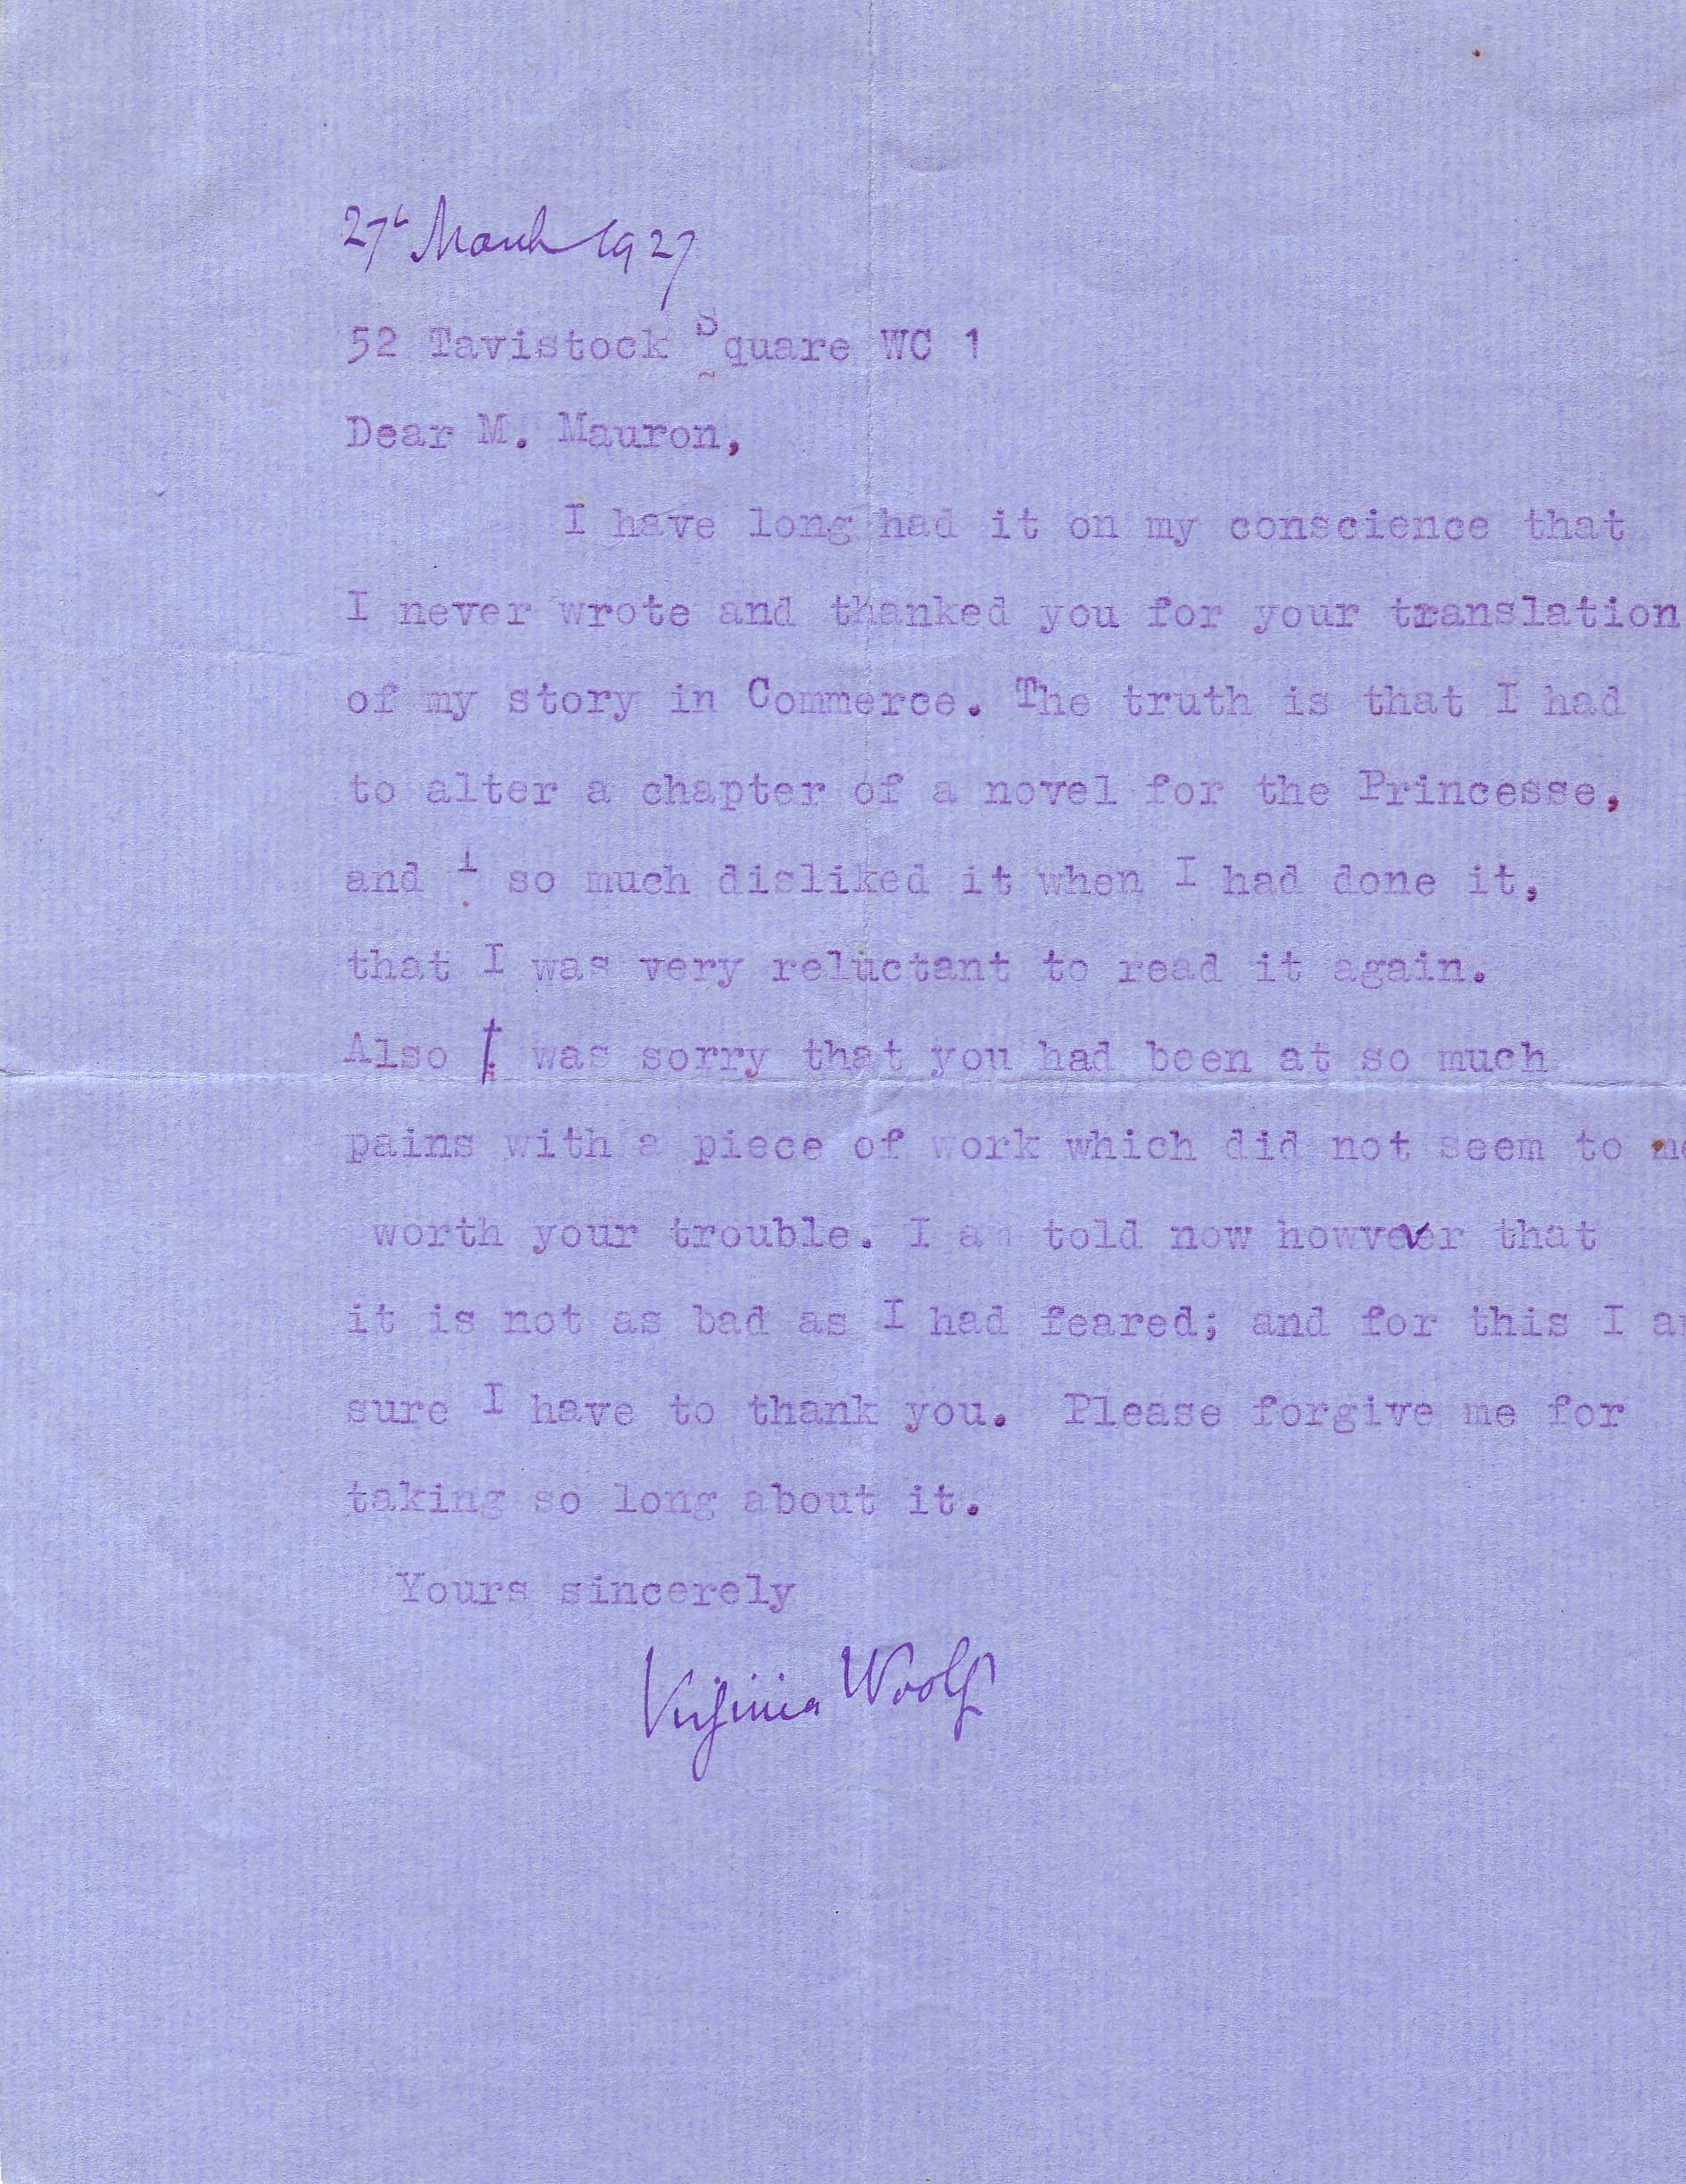 27t March 1927
52 Tavistock Square WC 1
Dear M. Mauron,
I have long had it on my conscience that
I never wrote and thanked you for your translation
of my story in Commerce. The truth is that I had
to alter a chapter of a novel for the Princesse,
and I so much disliked it when I had done it,
that I was very reluctant to read it again.
Also I was sorry that you had been at so much
pains with a piece of work which did not seem to me
worth your trouble. I am told now howvever that
it is not as bad as I had feared; and for this I am
sure I have to thank you. Please forgive me for
taking so long about it.
Yours sincerely
Virginia Woolf